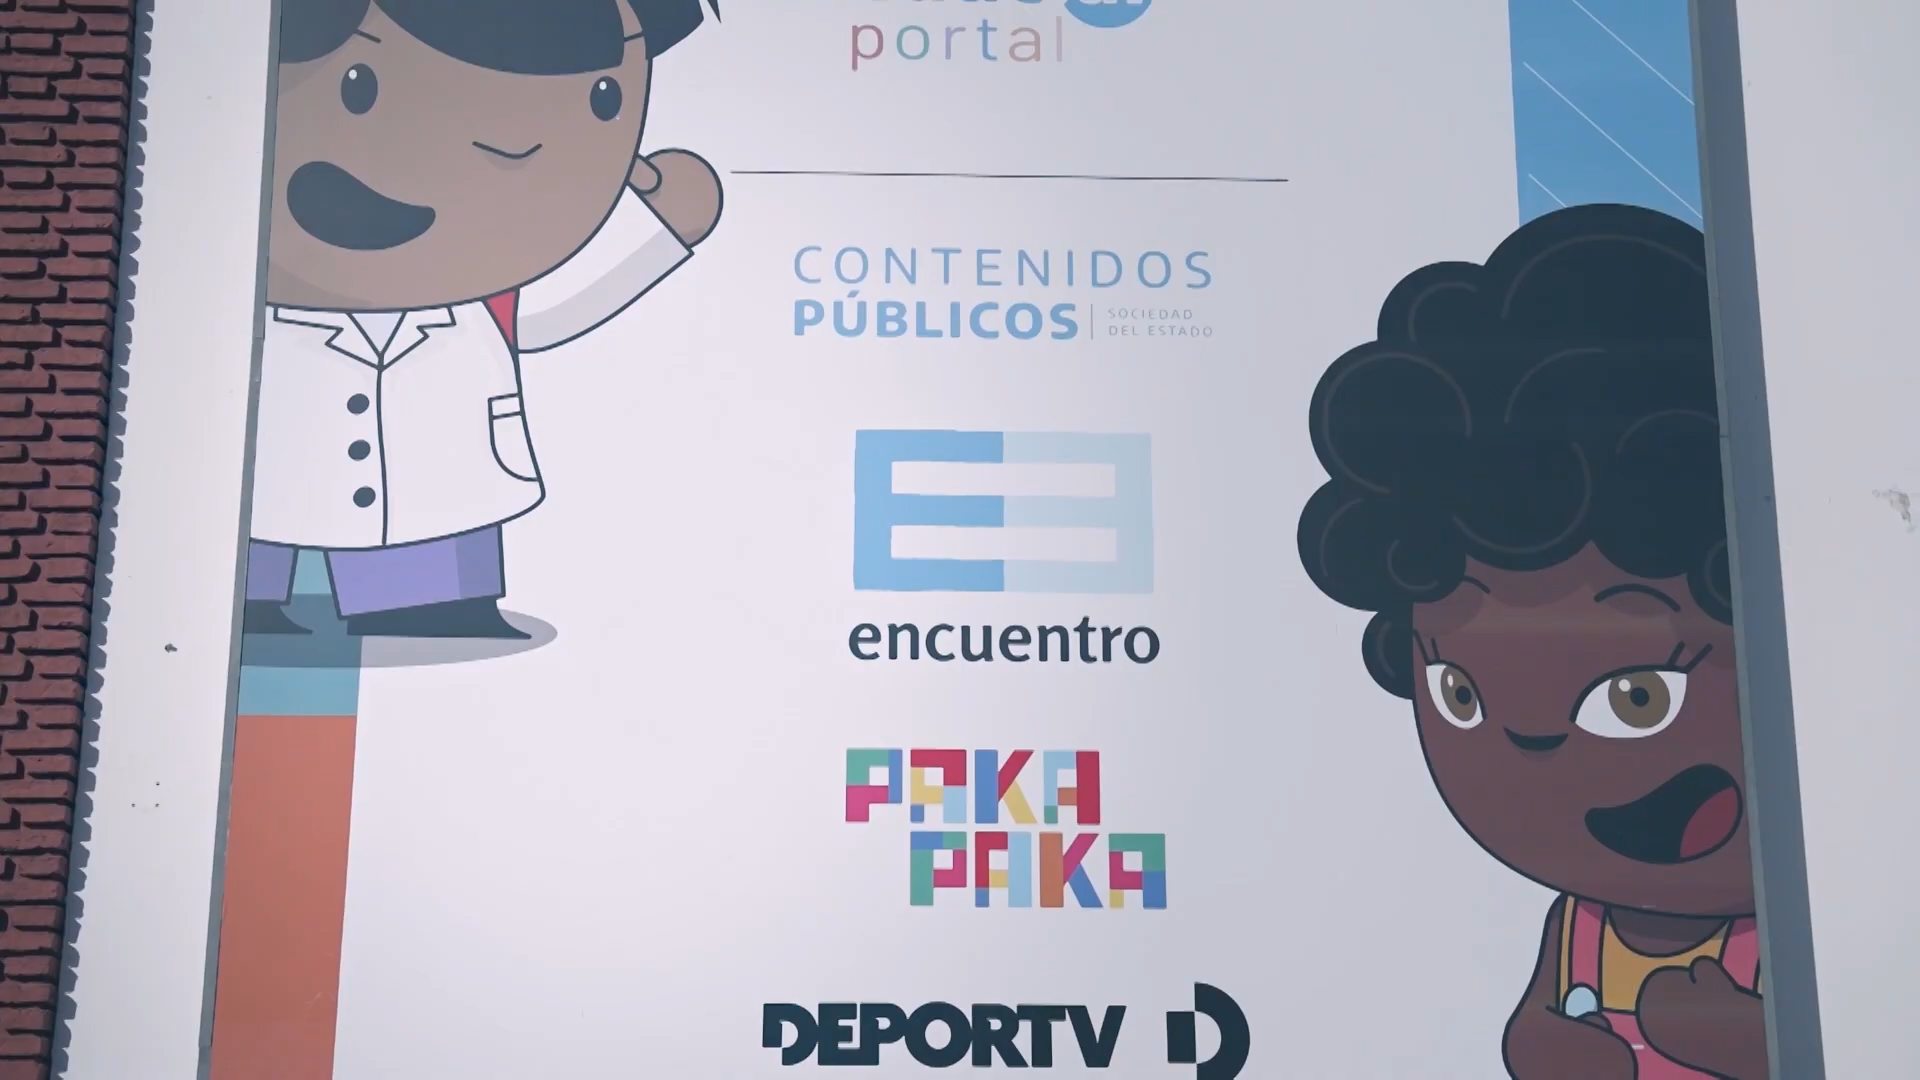 portal
CONTENIDOS
PÚBLICOS
SOCIEDAD
DEL ESTADO
encuentro
PAKA
PAKA
DEPORTV